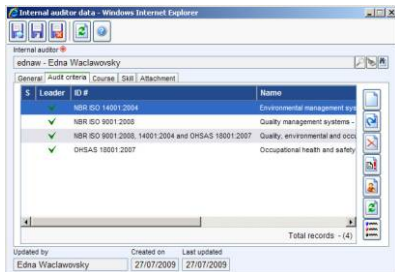 Internal auditor data - Windows Internet Explorer
Internal auditor
ednaw - Edna Waclawovsky
General Audit criteria Course Skill Attachment
S Leader ID # Name
NBR ISO 14001:2004 Environmental management sys
NBR ISO 9001:2008 Quality management systems -
NBR ISO 9001:2008, 14001:2004 and OHSAS 18001:2007 Quality, environmental and occu
OHSAS 18001:2007 Occupational health and safety
Total records - (4)
Updated by Created on Last updated
Edna Waclawovsky 27/07/2009 27/07/2009